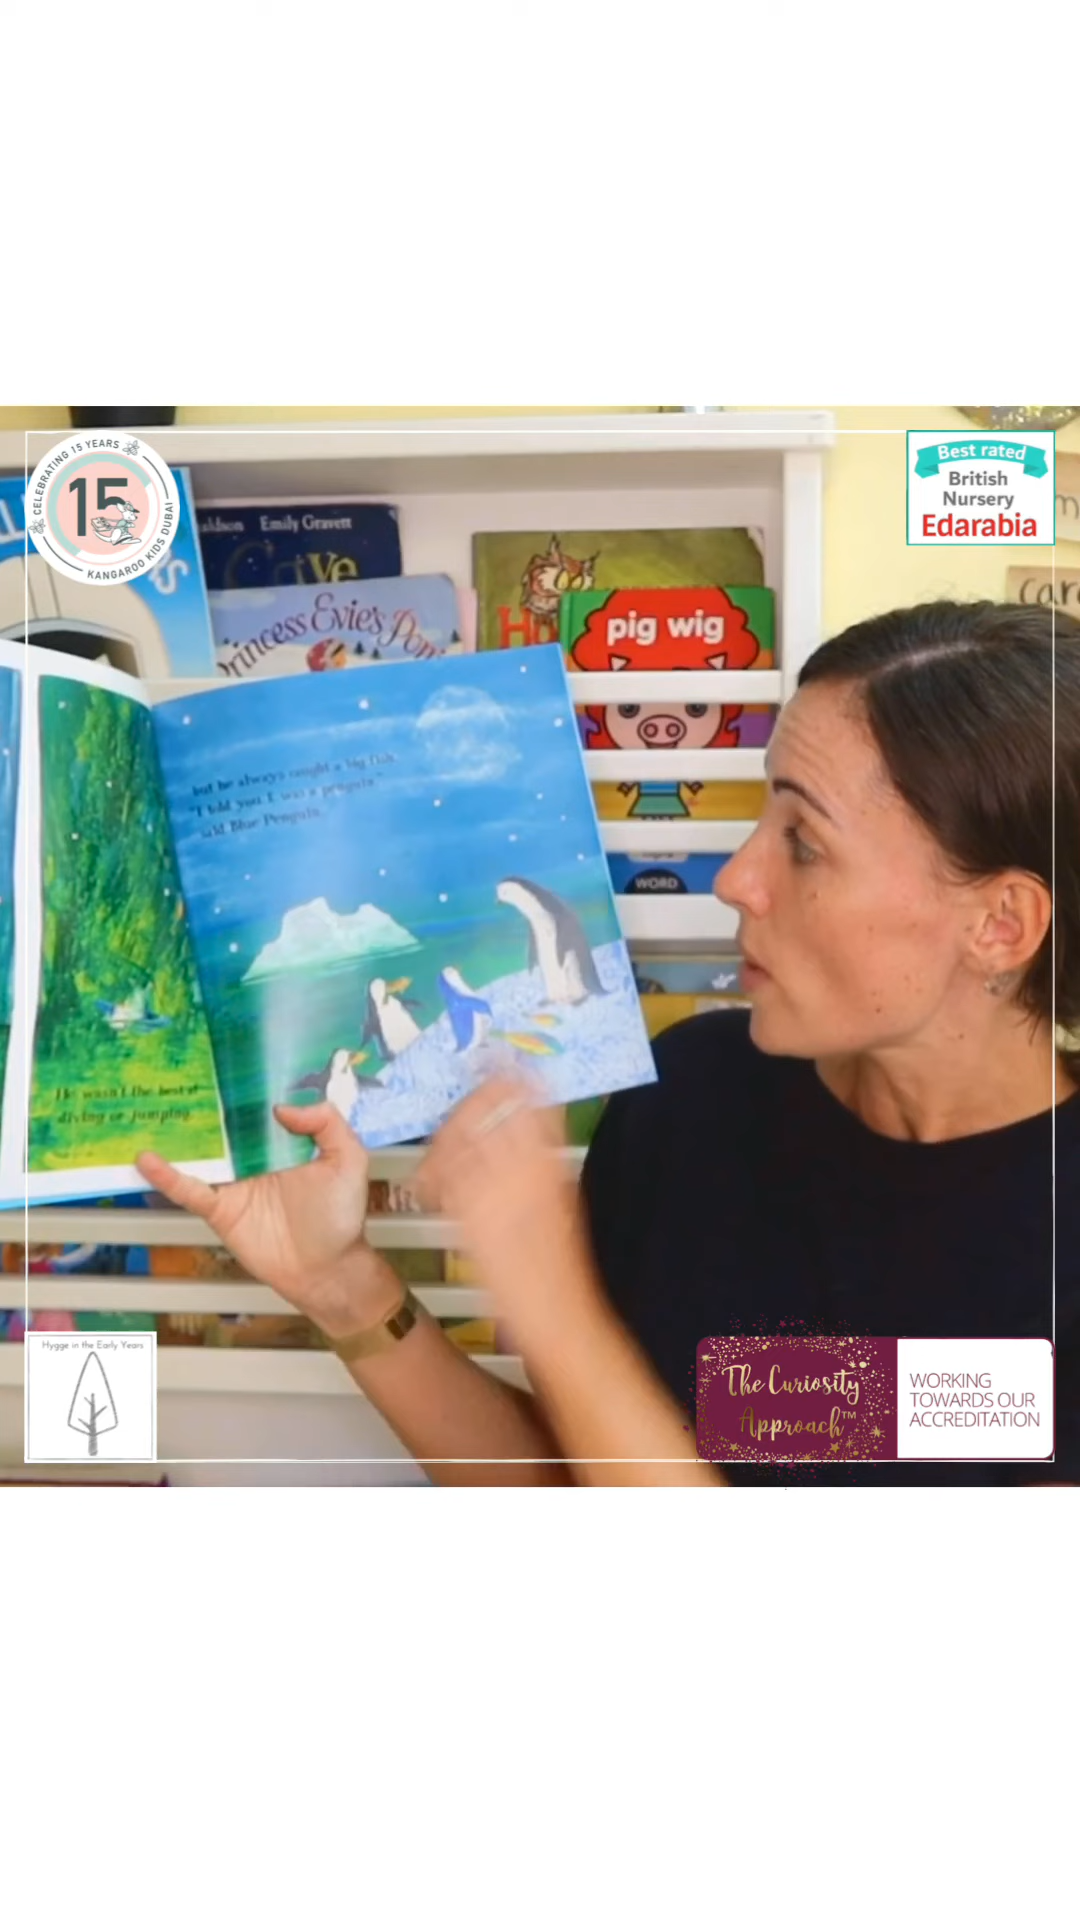 CELEBRATING 15 YEARS
15
KANGAROO KIDS DUBAI
Best rated
British
Nursery
Edarabia
Emily Gravett
Cave
Princess Evie's
pig wig
WORD
but he always caught a big fish.
"I told you I was a penguin,"
said Blue Penguin.
He wasn't the best at
diving or jumping,
Hygge in the Early Years
The Curiosity
Approach™
WORKING
TOWARDS OUR
ACCREDITATION